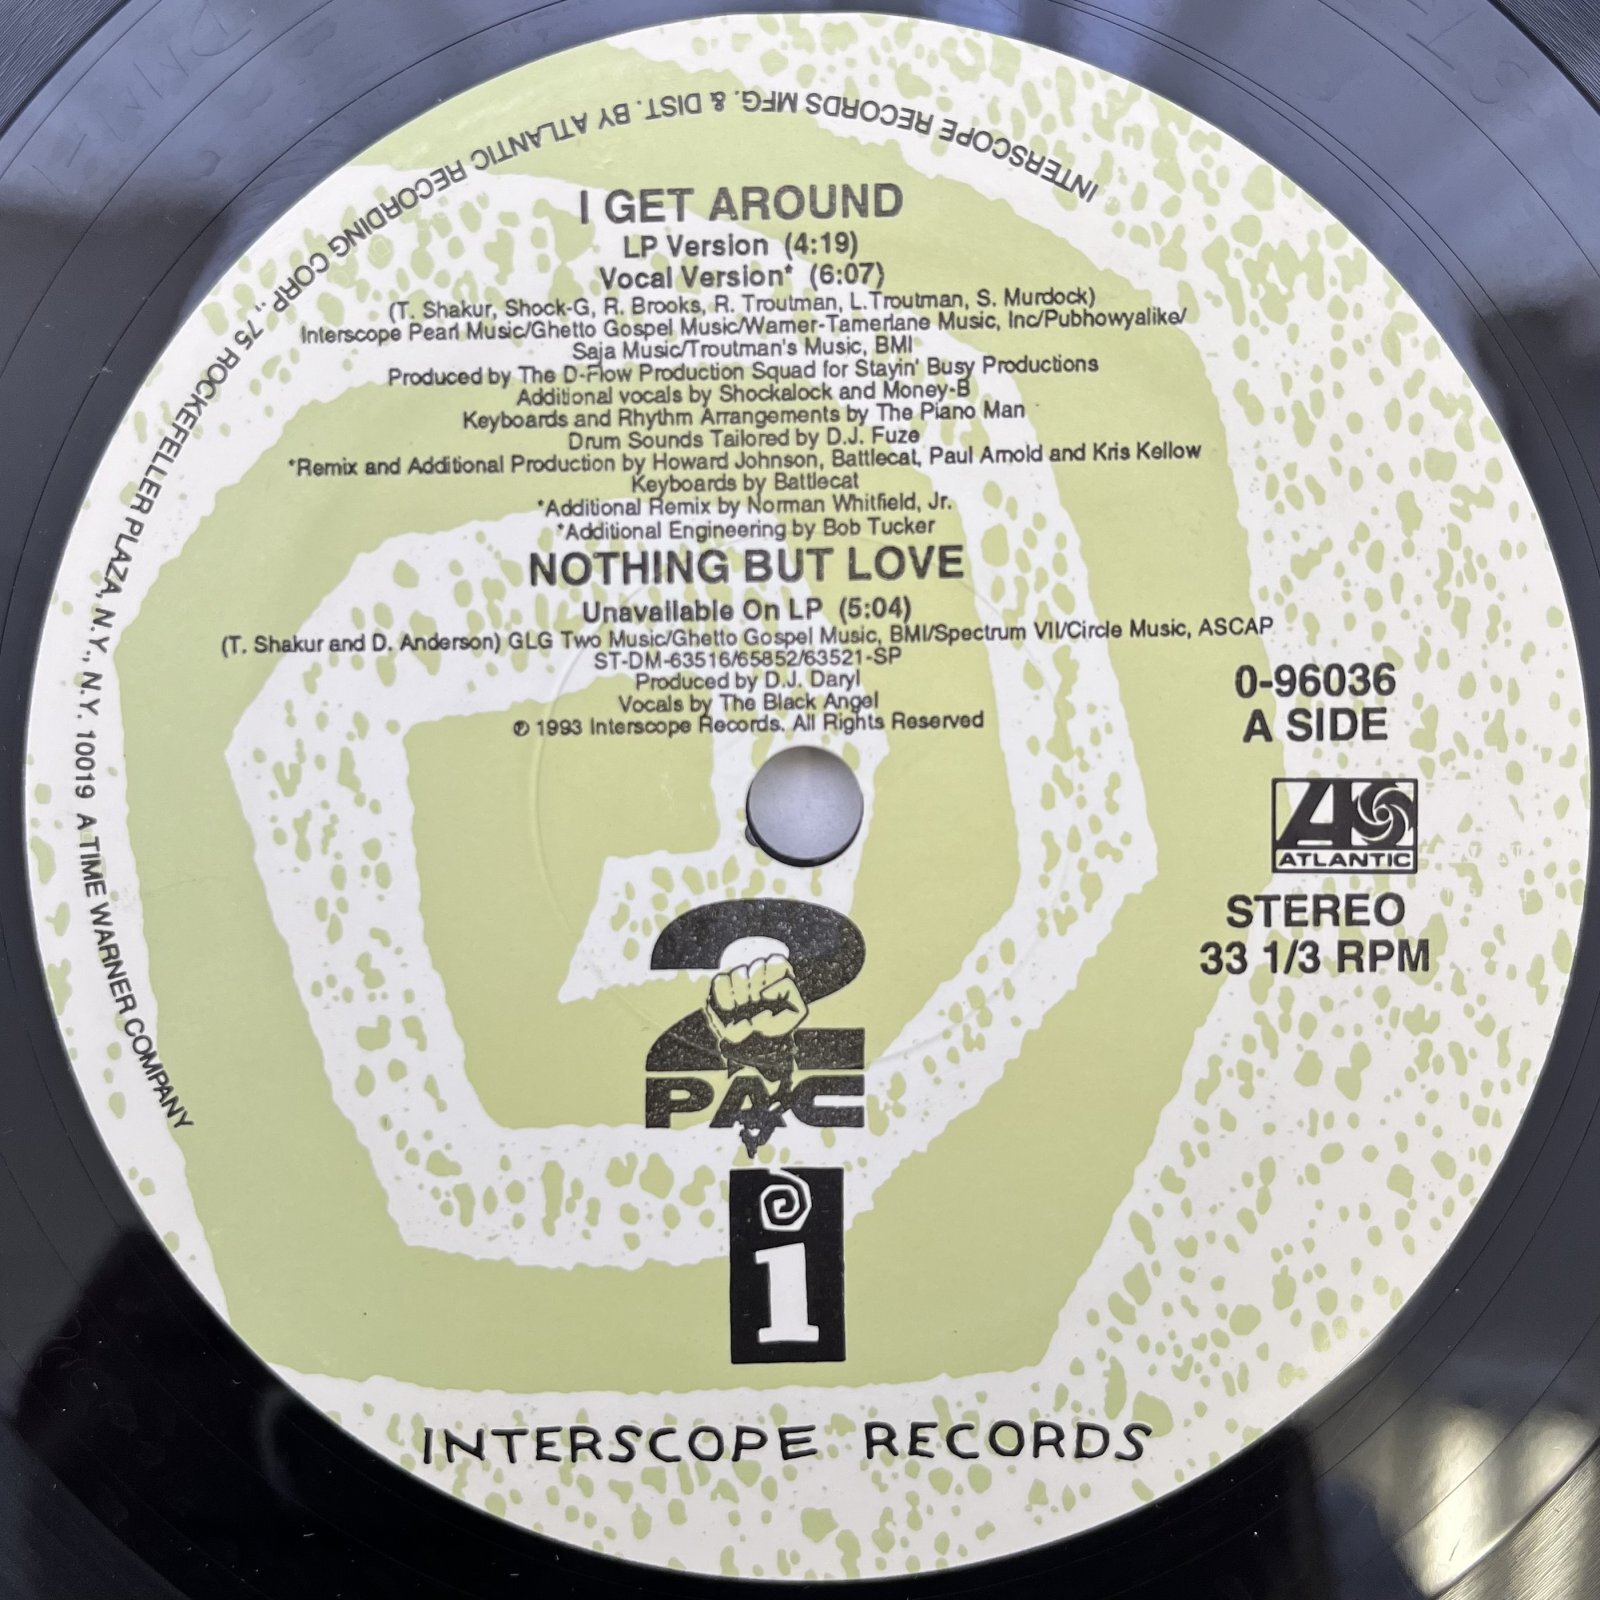 INTERSCOPE RECORDS MFG. & DIST. BY ATLANTIC RECORDING CORP., 75 ROCKEFELLER PLAZA, N.Y., N.Y. 10019 A TIME WARNER COMPANY
I GET AROUND
LP Version (4:19)
Vocal Version* (6:07)
(T. Shakur, Shock-G, R. Brooks, R. Troutman, L.Troutman, S. Murdock)
Interscope Pearl Music/Ghetto Gospel Music/Warner-Tamerlane Music, Inc/Pubhowyalike/
Saja Music/Troutman's Music, BMI
Produced by The D-Flow Production Squad for Stayin' Busy Productions
Additional vocals by Shockalock and Money-B
Keyboards and Rhythm Arrangements by The Piano Man
Drum Sounds Tailored by D.J. Fuze
*Remix and Additional Production by Howard Johnson, Battlecat, Paul Arnold and Kris Kellow
Keyboards by Battlecat
*Additional Remix by Norman Whitfield, Jr.
*Additional Engineering by Bob Tucker
NOTHING BUT LOVE
Unavailable On LP (5:04)
(T. Shakur and D. Anderson) GLG Two Music/Ghetto Gospel Music, BMI/Spectrum VII/Circle Music, ASCAP
ST-DM-63516/65852/63521-SP
Produced by D.J. Daryl
Vocals by The Black Angel
℗ 1993 Interscope Records. All Rights Reserved
0-96036
A SIDE
ATLANTIC
STEREO
33 1/3 RPM
2
PAC
i
INTERSCOPE RECORDS